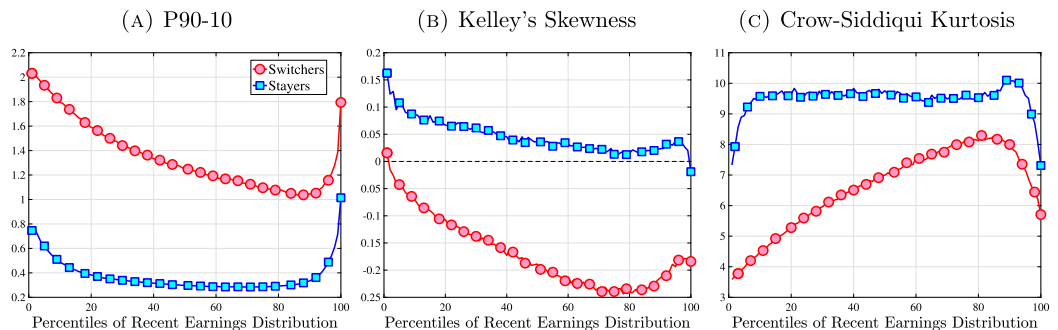 (A) P90-10
2.2
2
1.8
1.6
1.4
1.2
1
0.8
0.6
0.4
0.2
Switchers
Stayers
0 20 40 60 80 100
Percentiles of Recent Earnings Distribution
(B) Kelley's Skewness
0.2
0.15
0.1
0.05
0
0.05
-0.1
-0.15
-0.2
0.25
0 20 40 60 80 100
Percentiles of Recent Earnings Distribution
(C) Crow-Siddiqui Kurtosis
11
10
9
8
7
6
5
4
3
1 20 40 60 80 100
Percentiles of Recent Earnings Distribution